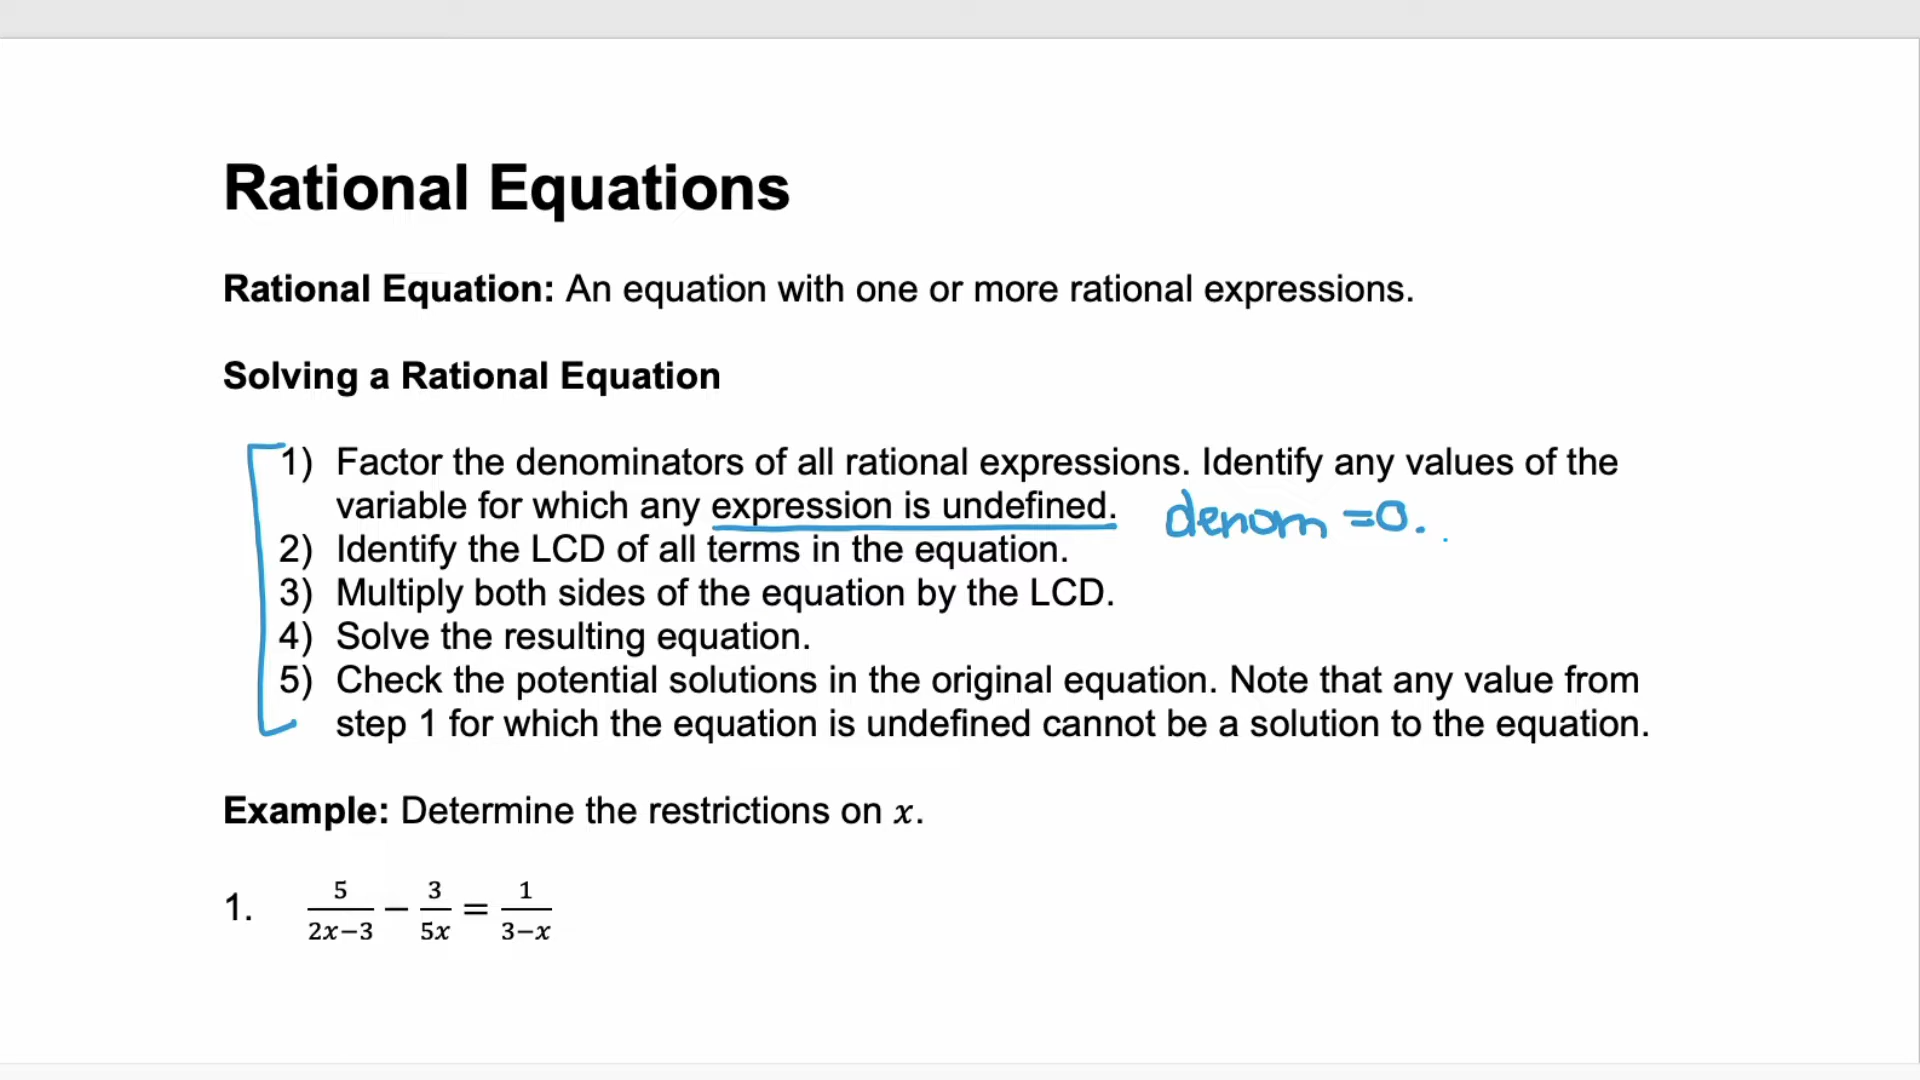 Rational Equations
Rational Equation: An equation with one or more rational expressions.
Solving a Rational Equation
1) Factor the denominators of all rational expressions. Identify any values of the
variable for which any expression is undefined. denom =0.
2) Identify the LCD of all terms in the equation.
3) Multiply both sides of the equation by the LCD.
4) Solve the resulting equation.
5) Check the potential solutions in the original equation. Note that any value from
step 1 for which the equation is undefined cannot be a solution to the equation.
Example: Determine the restrictions on x.
1. 5/(2x−3) − 3/(5x) = 1/(3−x)